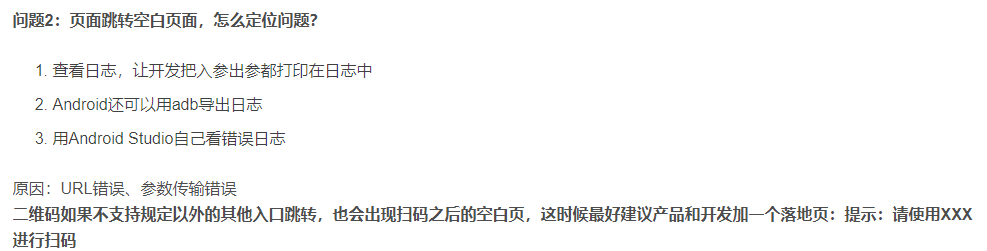 问题2：页面跳转空白页面，怎么定位问题？
1. 查看日志，让开发把入参出参都打印在日志中
2. Android还可以用adb导出日志
3. 用Android Studio自己看错误日志
原因：URL错误、参数传输错误
二维码如果不支持规定以外的其他入口跳转，也会出现扫码之后的空白页，这时候最好建议产品和开发加一个落地页：提示：请使用XXX
进行扫码